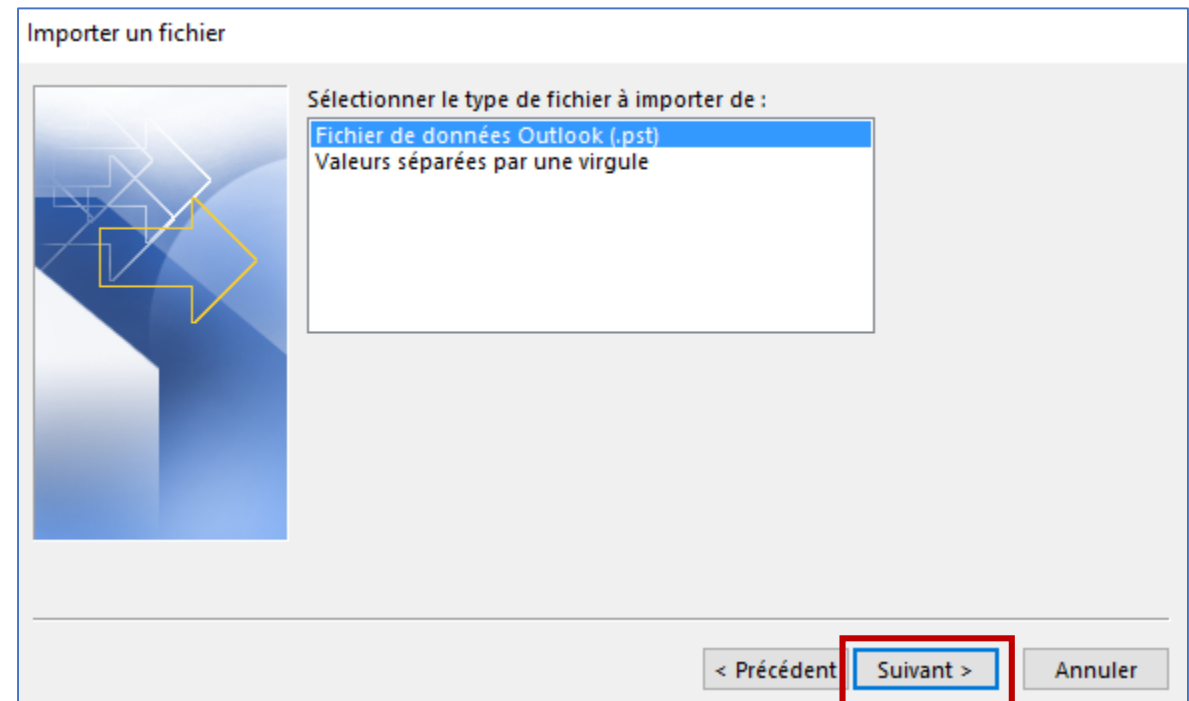 Importer un fichier
Sélectionner le type de fichier à importer de :
Fichier de données Outlook (.pst)
Valeurs séparées par une virgule
< Précédent Suivant > Annuler